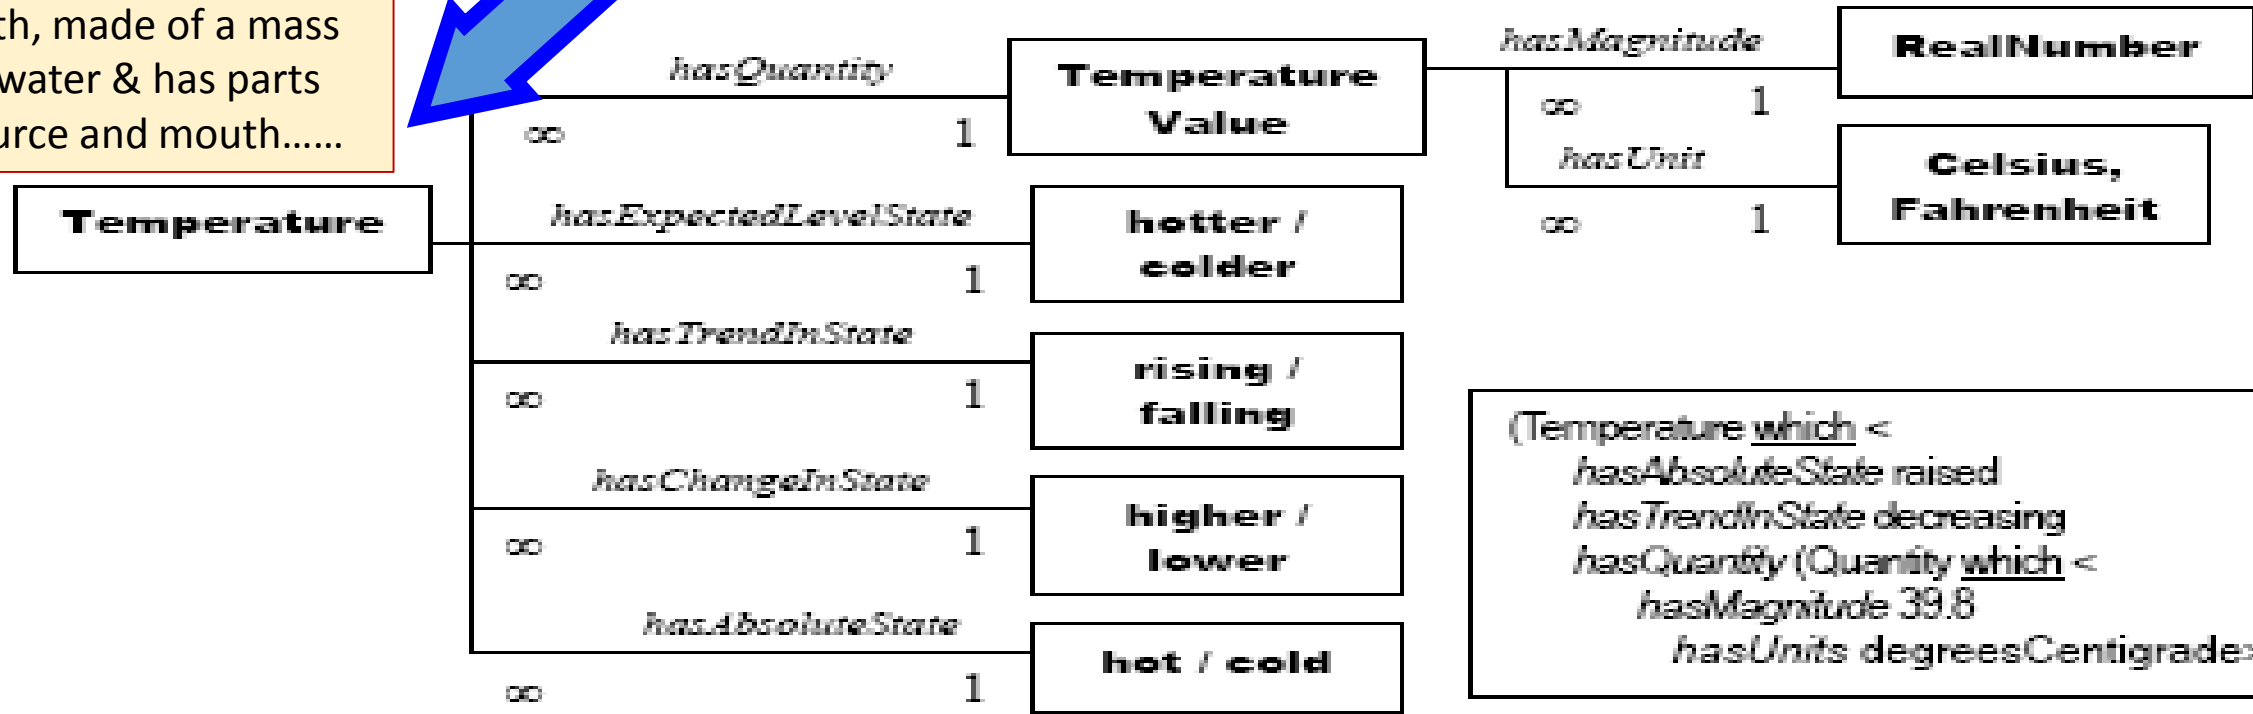 th, made of a mass
water & has parts
urce and mouth......
Temperature
hasQuantity
∞ 1
Temperature
Value
hasMagnitude
∞ 1
RealNumber
hasUnit
∞ 1
Celsius,
Fahrenheit
hasExpectedLevelState
∞ 1
hotter /
colder
hasTrendInState
∞ 1
rising /
falling
hasChangeInState
∞ 1
higher /
lower
hasAbsoluteState
∞ 1
hot / cold
(Temperature which <
hasAbsoluteState raised
hasTrendInState decreasing
hasQuantity (Quantity which <
hasMagnitude 39.8
hasUnits degreesCentigrade>